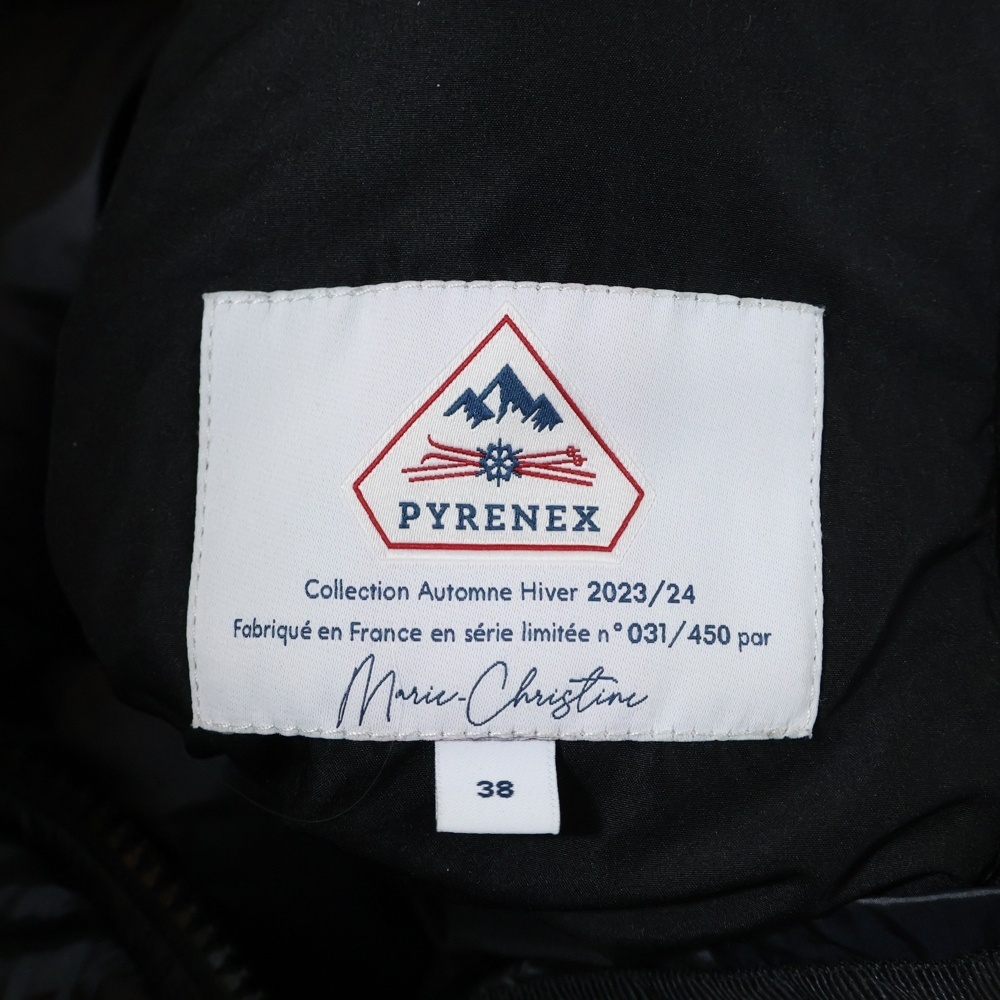 PYRENEX
Collection Automne Hiver 2023/24
Fabriqué en France en série limitée n° 031/450 par
Marie-Christine
38